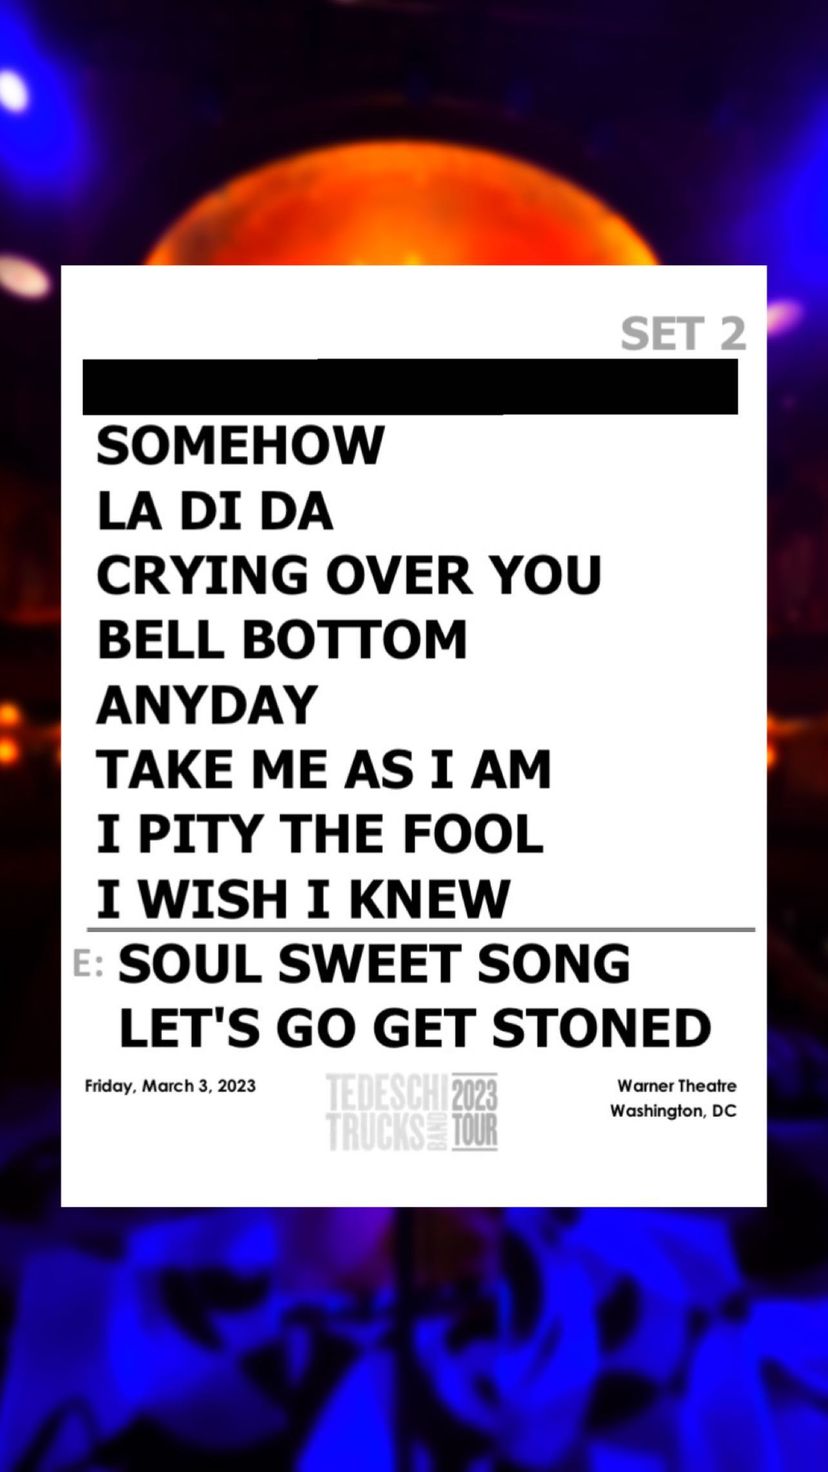 SET 2
SOMEHOW
LA DI DA
CRYING OVER YOU
BELL BOTTOM
ANYDAY
TAKE ME AS I AM
I PITY THE FOOL
I WISH I KNEW
E: SOUL SWEET SONG
LET'S GO GET STONED
Friday, March 3, 2023
TEDESCHI TRUCKS BAND
2023 TOUR
Warner Theatre
Washington, DC